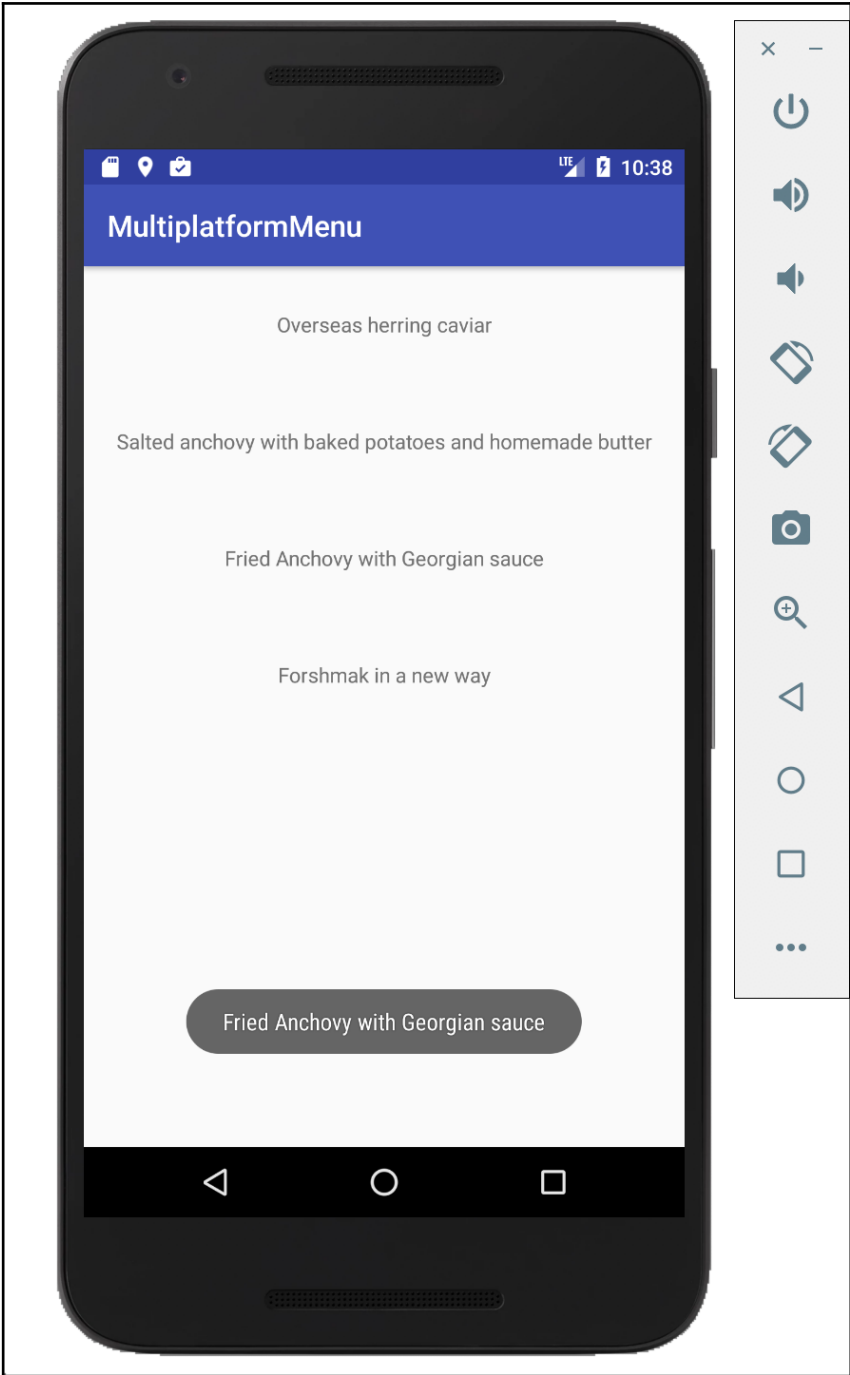 LTE 10:38
MultiplatformMenu
Overseas herring caviar
Salted anchovy with baked potatoes and homemade butter
Fried Anchovy with Georgian sauce
Forshmak in a new way
Fried Anchovy with Georgian sauce